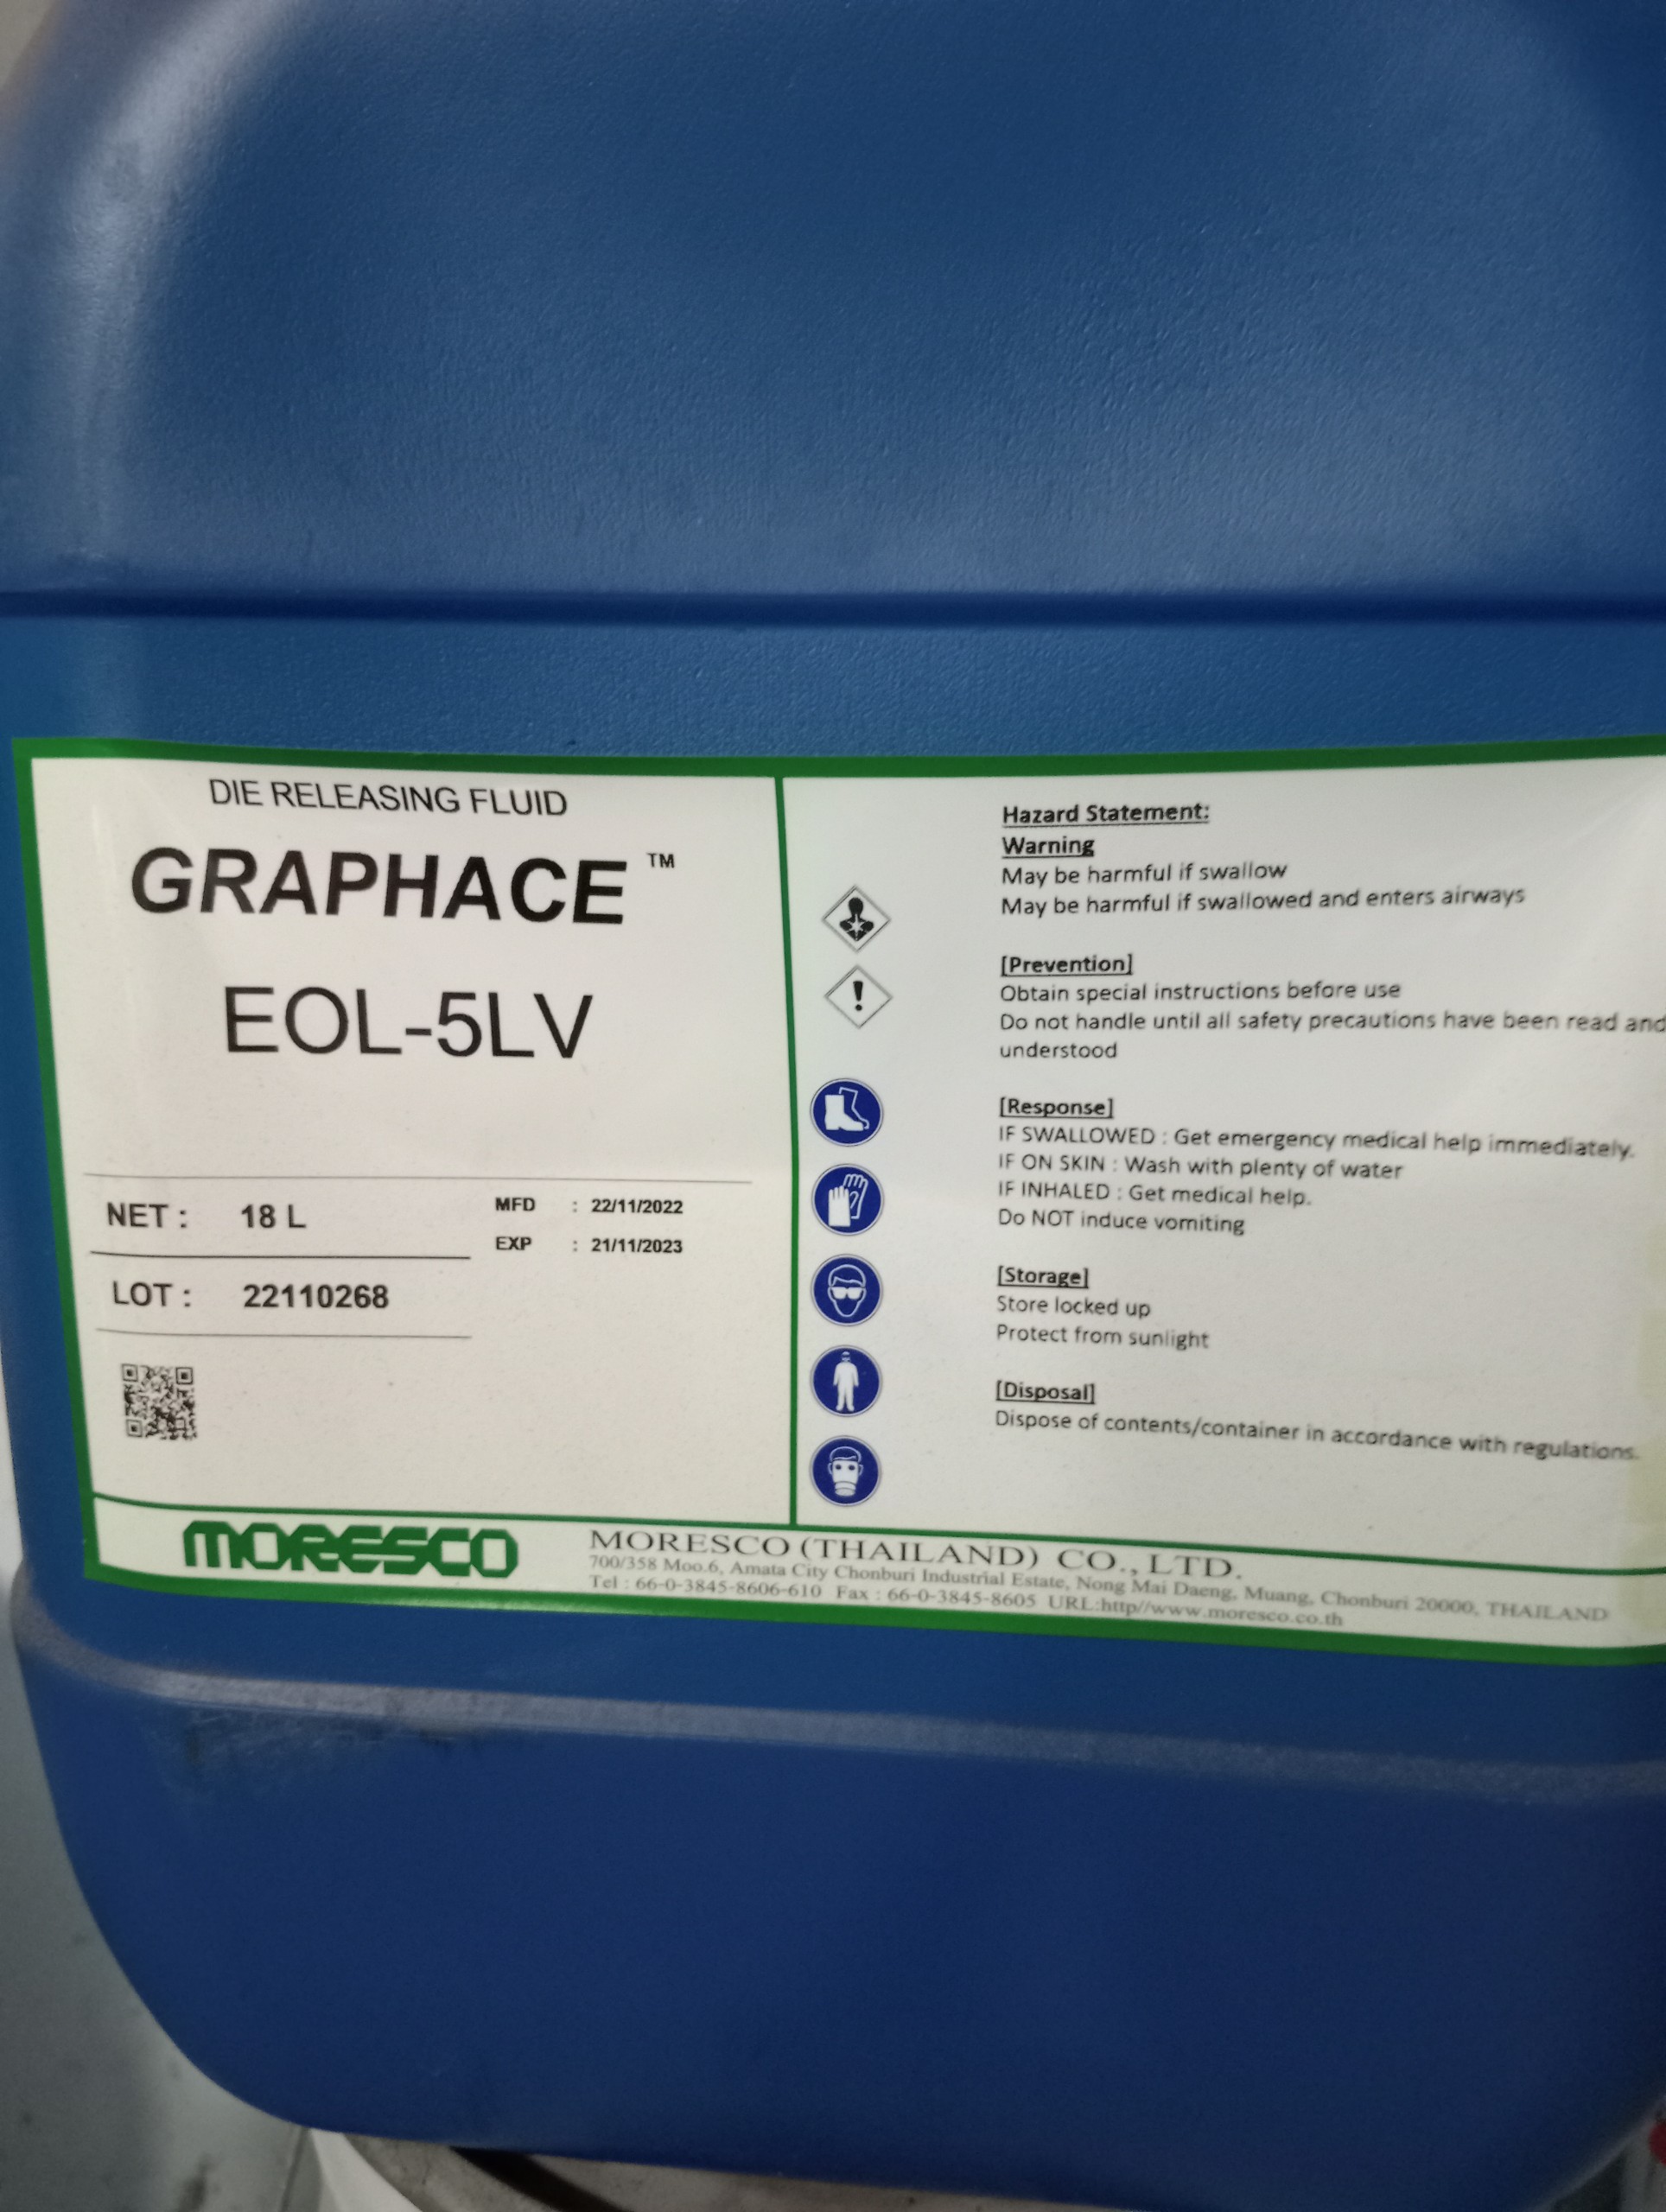 DIE RELEASING FLUID
GRAPHACE™
EOL-5LV
NET : 18 L
MFD : 22/11/2022
EXP : 21/11/2023
LOT : 22110268
Hazard Statement:
Warning
May be harmful if swallow
May be harmful if swallowed and enters airways
[Prevention]
Obtain special instructions before use
Do not handle until all safety precautions have been read and
understood
[Response]
IF SWALLOWED : Get emergency medical help immediately.
IF ON SKIN : Wash with plenty of water
IF INHALED : Get medical help.
Do NOT induce vomiting
[Storage]
Store locked up
Protect from sunlight
[Disposal]
Dispose of contents/container in accordance with regulations.
MORESCO
MORESCO (THAILAND) CO., LTD.
700/358 Moo.6, Amata City Chonburi Industrial Estate, Nong Mai Daeng, Muang, Chonburi 20000, THAILAND
Tel : 66-0-3845-8606-610 Fax : 66-0-3845-8605 URL:http//www.moresco.co.th